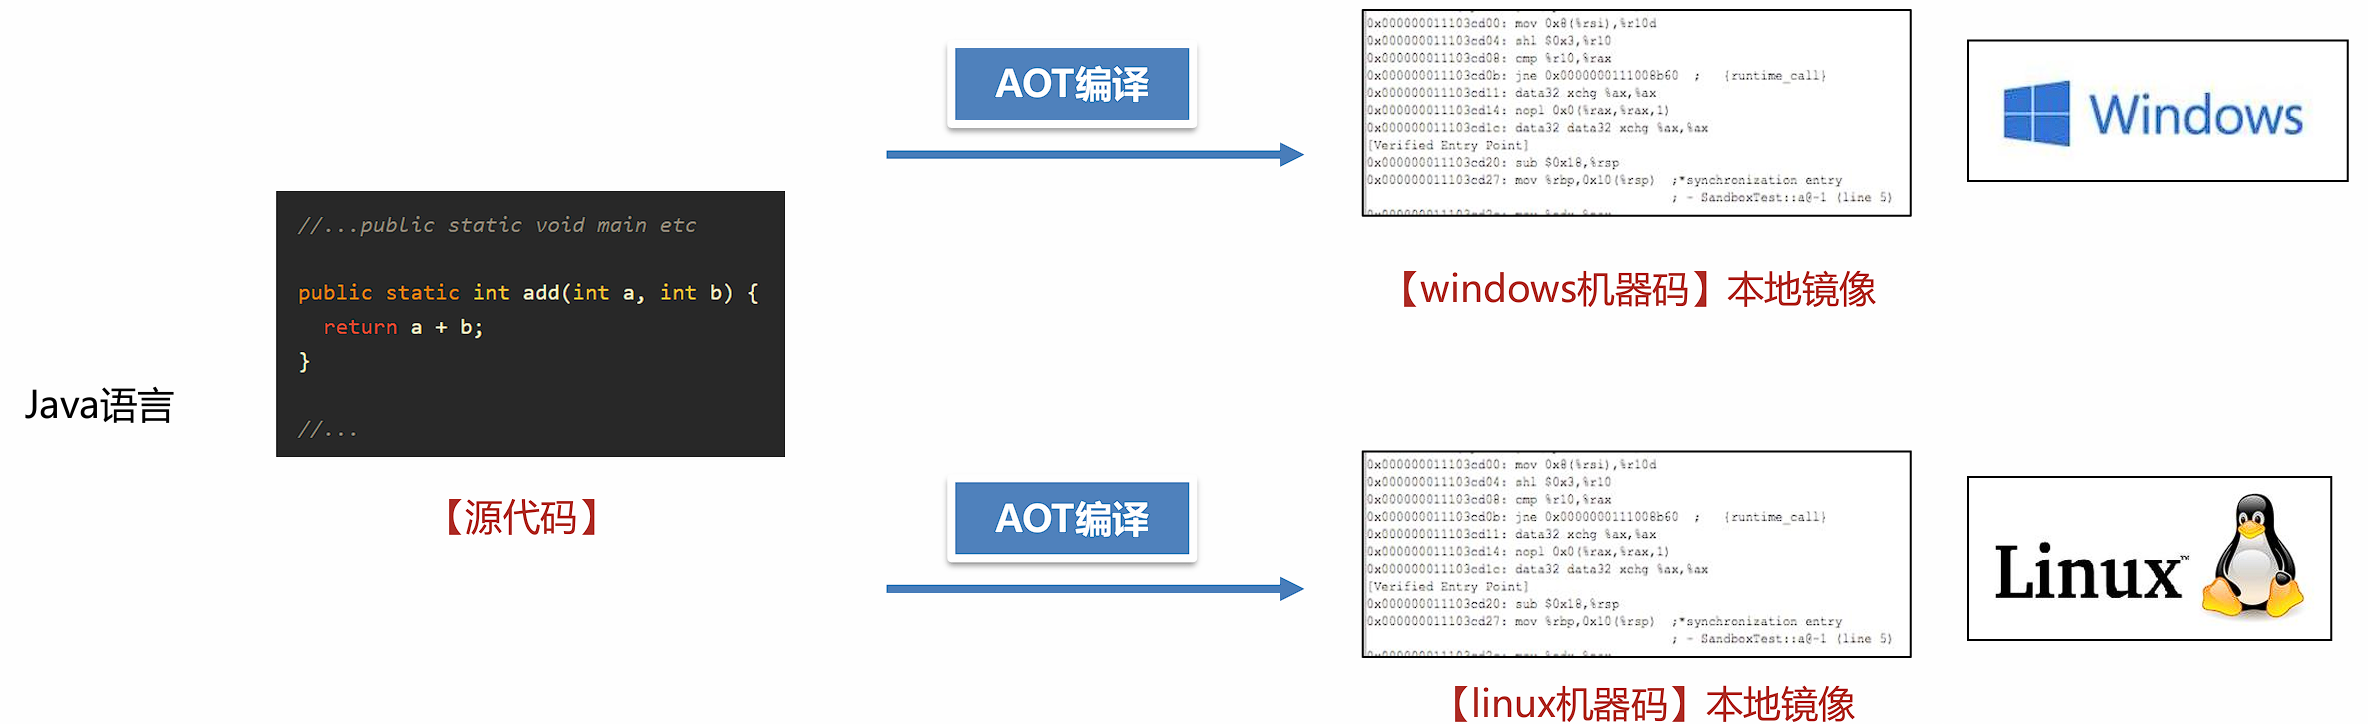 Java语言
//...public static void main etc
public static int add(int a, int b) {
return a + b;
}
//...
【源代码】
AOT编译
0x000000011103cd00: mov 0x8(%rsi),%r10d
0x000000011103cd04: shl $0x3,%r10
0x000000011103cd08: cmp %r10,%rax
0x000000011103cd0b: jne 0x0000000111008b60 ; {runtime_call}
0x000000011103cd11: data32 xchg %ax,%ax
0x000000011103cd14: nopl 0x0(%rax,%rax,1)
0x000000011103cd1c: data32 data32 xchg %ax,%ax
[Verified Entry Point]
0x000000011103cd20: sub $0x18,%rsp
0x000000011103cd27: mov %rbp,0x10(%rsp) ;*synchronization entry
; - SandboxTest::a@-1 (line 5)
【windows机器码】本地镜像
Windows
AOT编译
0x000000011103cd00: mov 0x8(%rsi),%r10d
0x000000011103cd04: shl $0x3,%r10
0x000000011103cd08: cmp %r10,%rax
0x000000011103cd0b: jne 0x0000000111008b60 ; {runtime_call}
0x000000011103cd11: data32 xchg %ax,%ax
0x000000011103cd14: nopl 0x0(%rax,%rax,1)
0x000000011103cd1c: data32 data32 xchg %ax,%ax
[Verified Entry Point]
0x000000011103cd20: sub $0x18,%rsp
0x000000011103cd27: mov %rbp,0x10(%rsp) ;*synchronization entry
; - SandboxTest::a@-1 (line 5)
【linux机器码】本地镜像
Linux™